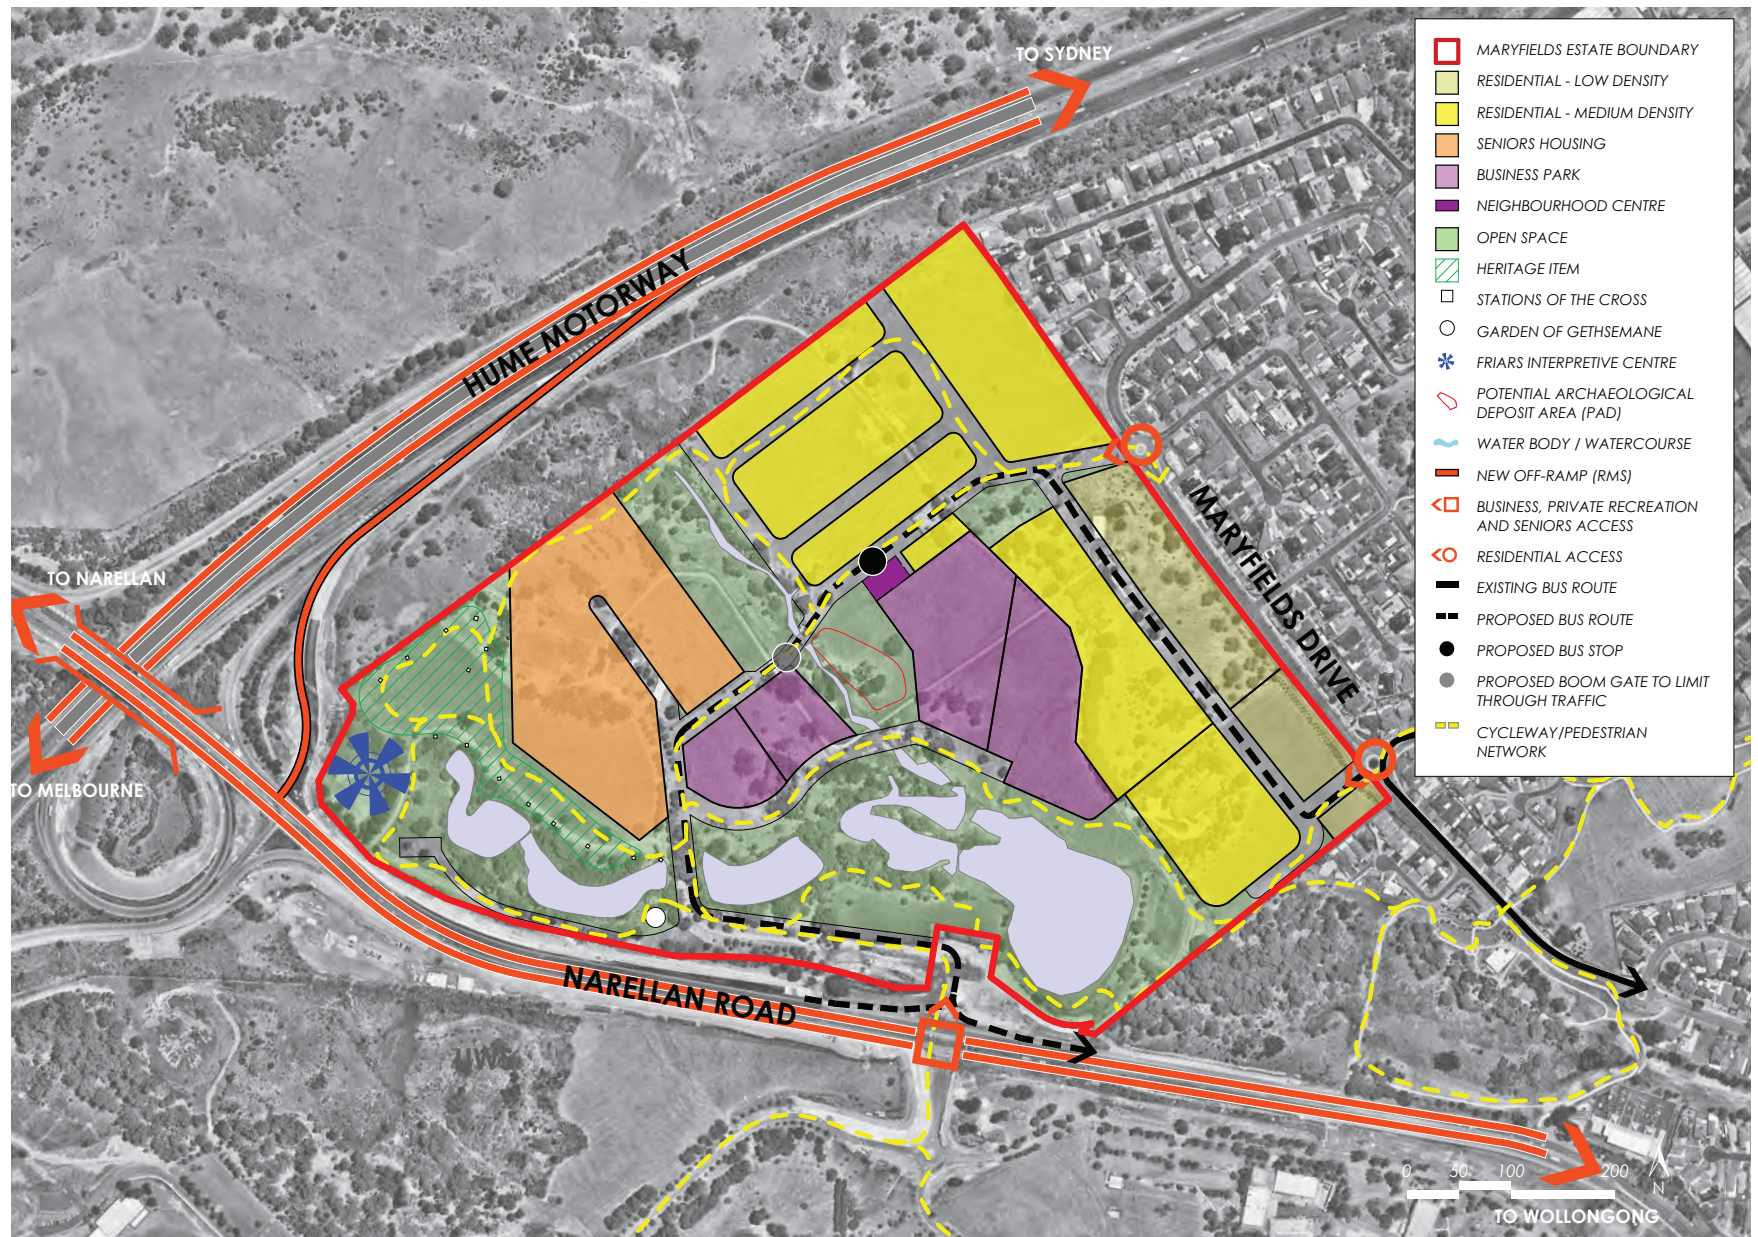 TO SYDNEY
HUME MOTORWAY
MARYFIELDS DRIVE
TO NARELLAN
TO MELBOURNE
NARELLAN ROAD
UWS
TO WOLLONGONG
0 50 100 200
N
MARYFIELDS ESTATE BOUNDARY
RESIDENTIAL - LOW DENSITY
RESIDENTIAL - MEDIUM DENSITY
SENIORS HOUSING
BUSINESS PARK
NEIGHBOURHOOD CENTRE
OPEN SPACE
HERITAGE ITEM
STATIONS OF THE CROSS
GARDEN OF GETHSEMANE
FRIARS INTERPRETIVE CENTRE
POTENTIAL ARCHAEOLOGICAL
DEPOSIT AREA (PAD)
WATER BODY / WATERCOURSE
NEW OFF-RAMP (RMS)
BUSINESS, PRIVATE RECREATION
AND SENIORS ACCESS
RESIDENTIAL ACCESS
EXISTING BUS ROUTE
PROPOSED BUS ROUTE
PROPOSED BUS STOP
PROPOSED BOOM GATE TO LIMIT
THROUGH TRAFFIC
CYCLEWAY/PEDESTRIAN
NETWORK